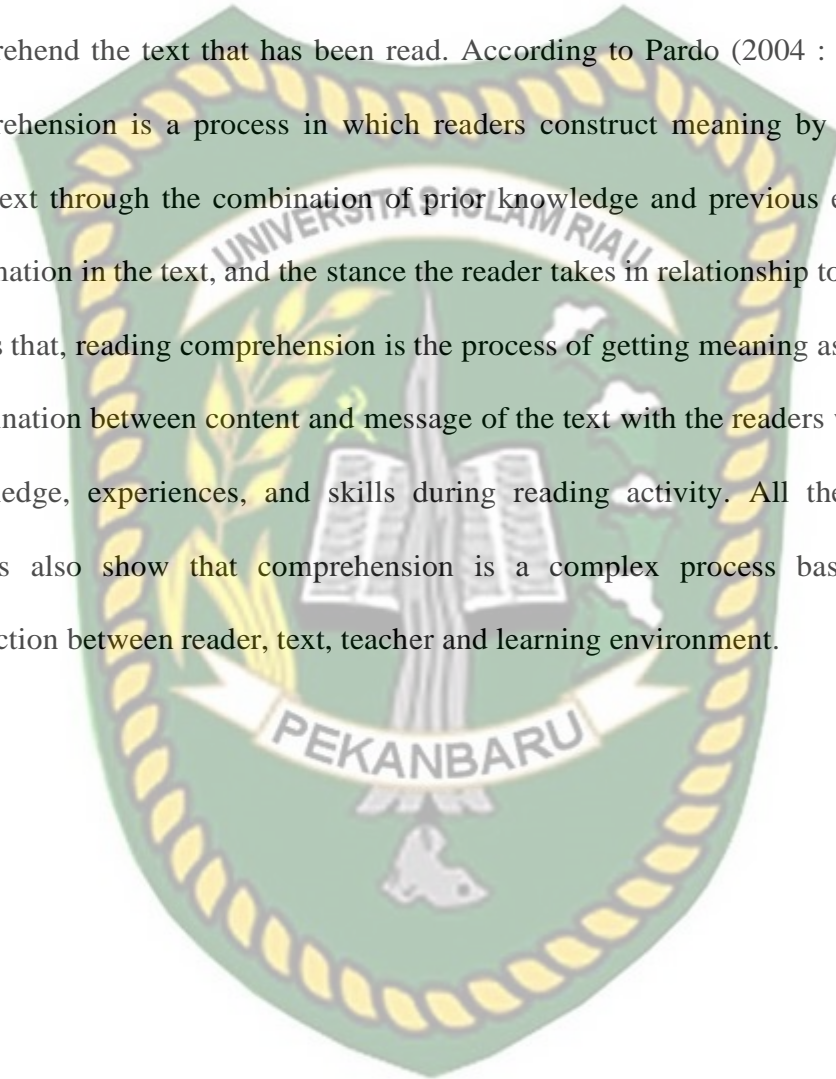 rehend the text that has been read. According to Pardo (2004 :
rehension is a process in which readers construct meaning by
ext through the combination of prior knowledge and previous e
UNIVERSITAS ISLAM RIAU
nation in the text, and the stance the reader takes in relationship to
s that, reading comprehension is the process of getting meaning as
ination between content and message of the text with the readers
ledge, experiences, and skills during reading activity. All the
s also show that comprehension is a complex process bas
ction between reader, text, teacher and learning environment.
PEKANBARU